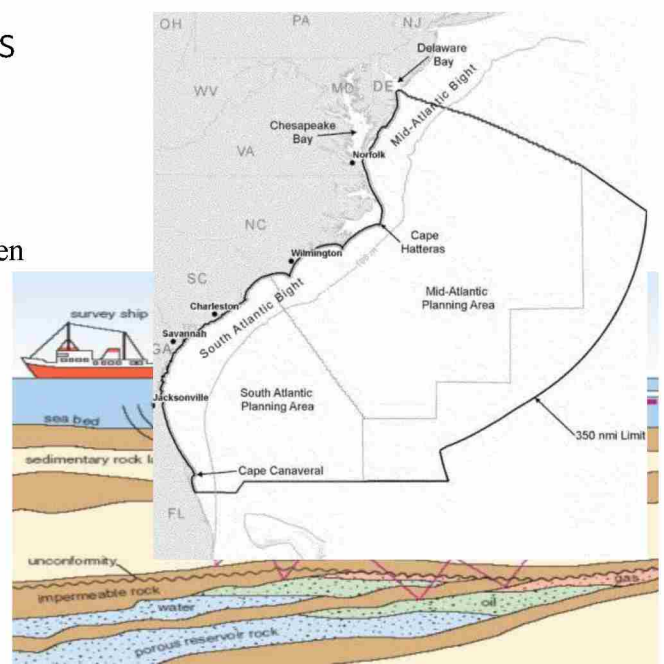 s
en
OH
PA
NJ
WV
MD
DE
Delaware
Bay
Mid-Atlantic Bight
Chesapeake
Bay
Norfolk
VA
NC
Cape
Hatteras
100 m
Wilmington
SC
Mid-Atlantic
Planning Area
South Atlantic Bight
Charleston
Savannah
GA
Jacksonville
South Atlantic
Planning Area
350 nmi Limit
Cape Canaveral
FL
survey ship
sea bed
sedimentary rock la
unconformity
impermeable rock
gas
water
oil
porous reservoir rock